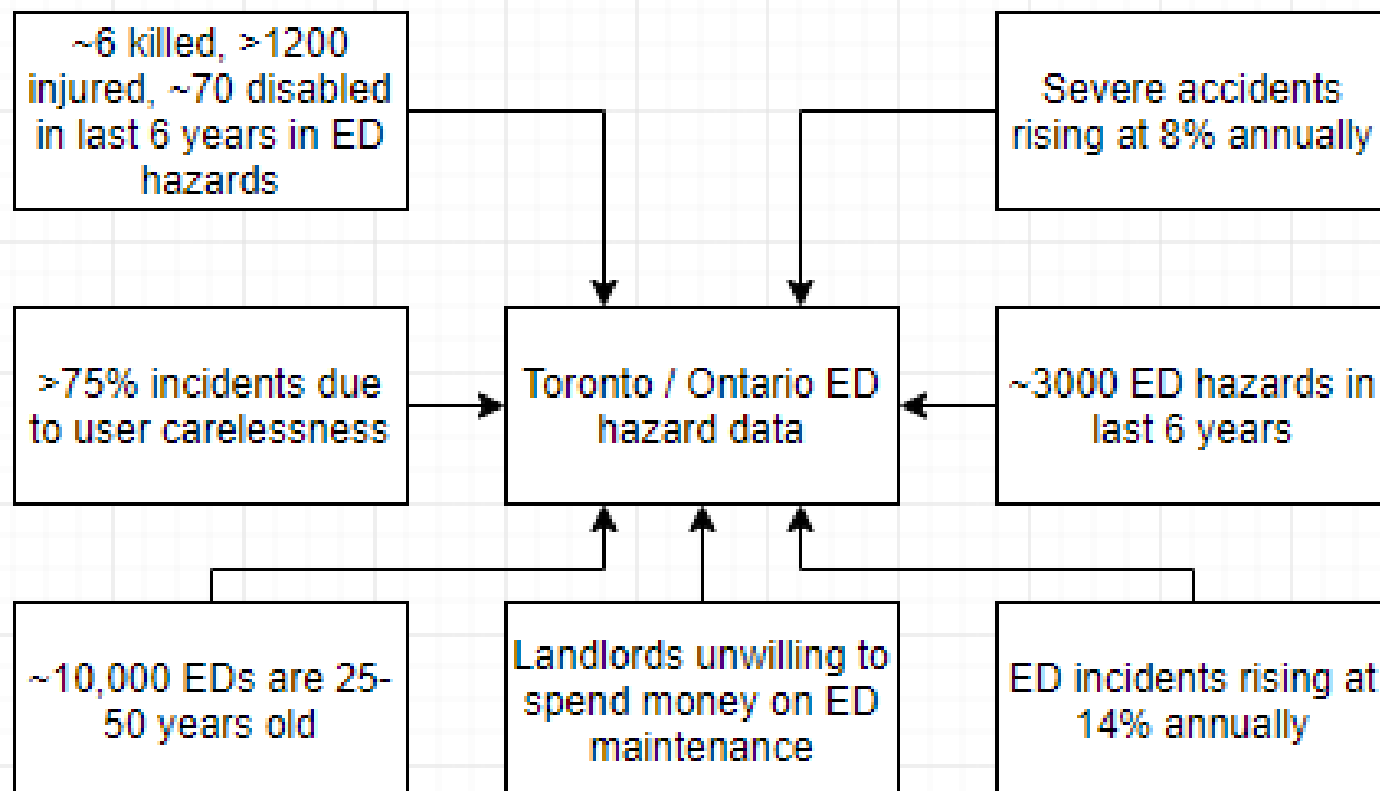 ~6 killed, >1200
injured, ~70 disabled
in last 6 years in ED
hazards
Severe accidents
rising at 8% annually
>75% incidents due
to user carelessness
Toronto / Ontario ED
hazard data
~3000 ED hazards in
last 6 years
~10,000 EDs are 25-
50 years old
Landlords unwilling to
spend money on ED
maintenance
ED incidents rising at
14% annually